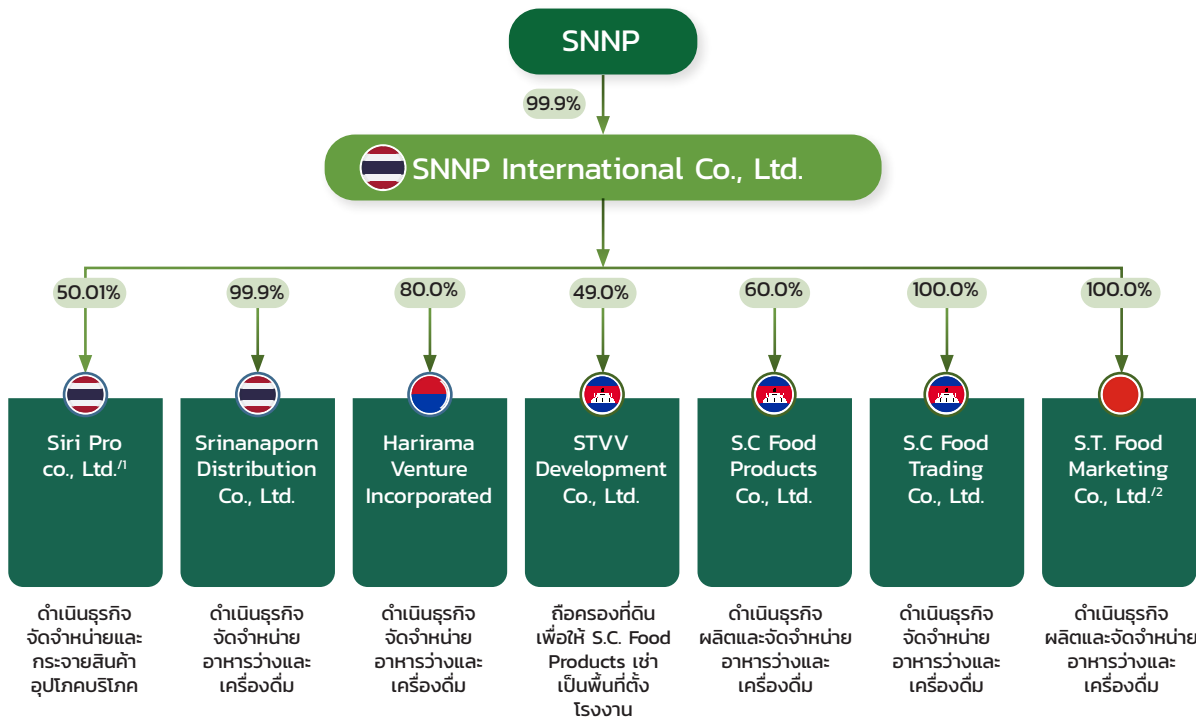 SNNP
99.9%
SNNP International Co., Ltd.
50.01%
99.9%
80.0%
49.0%
60.0%
100.0%
100.0%
Siri Pro
co., Ltd./1
Srinanaporn
Distribution
Co., Ltd.
Harirama
Venture
Incorporated
STVV
Development
Co., Ltd.
S.C Food
Products
Co., Ltd.
S.C Food
Trading
Co., Ltd.
S.T. Food
Marketing
Co., Ltd./2
ดำเนินธุรกิจ
จัดจำหน่ายและ
กระจายสินค้า
อุปโภคบริโภค
ดำเนินธุรกิจ
จัดจำหน่าย
อาหารว่างและ
เครื่องดื่ม
ดำเนินธุรกิจ
จัดจำหน่าย
อาหารว่างและ
เครื่องดื่ม
ถือครองที่ดิน
เพื่อให้ S.C. Food
Products เช่า
เป็นพื้นที่ตั้ง
โรงงาน
ดำเนินธุรกิจ
ผลิตและจัดจำหน่าย
อาหารว่างและ
เครื่องดื่ม
ดำเนินธุรกิจ
จัดจำหน่าย
อาหารว่างและ
เครื่องดื่ม
ดำเนินธุรกิจ
ผลิตและจัดจำหน่าย
อาหารว่างและ
เครื่องดื่ม